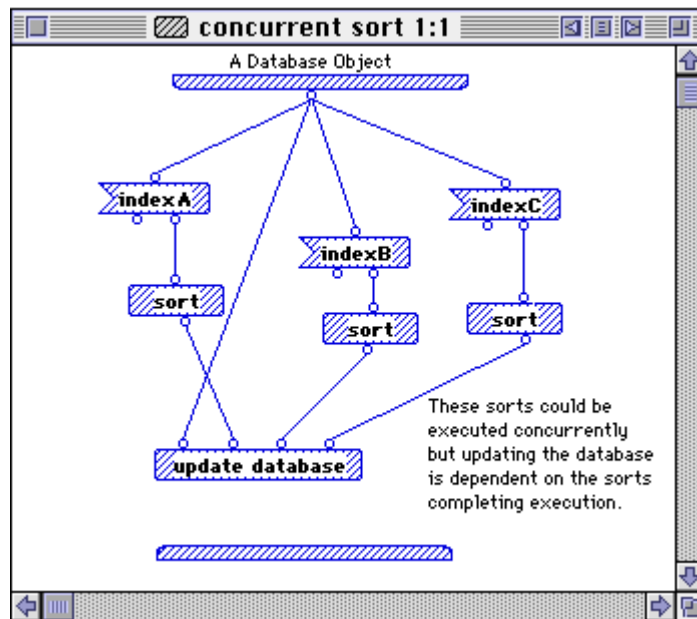 concurrent sort 1:1
A Database Object
indexA
indexC
indexB
sort
sort
sort
These sorts could be
executed concurrently
but updating the database
is dependent on the sorts
completing execution.
update database